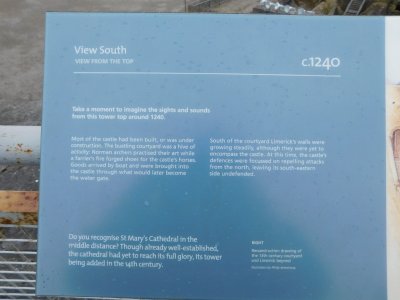 View South
VIEW FROM THE TOP
c.1240
Take a moment to imagine the sights and sounds
from this tower top around 1240.
Most of the castle had been built, or was under
construction. The bustling courtyard was a hive of
activity: Norman archers practised their art while
a farrier's fire forged shoes for the castle's horses.
Goods arrived by boat and were brought into
the castle through what would later become
the water gate.
South of the courtyard Limerick's walls were
growing steadily, although they were yet to
encompass the castle. At this time, the castle's
defences were focused on repelling attacks
from the north, leaving its south-eastern
side undefended.
Do you recognise St Mary's Cathedral in the
middle distance? Though already well-established,
the cathedral had yet to reach its full glory, its tower
being added in the 14th century.
RIGHT
Reconstruction drawing of
the 13th century courtyard
and Limerick beyond